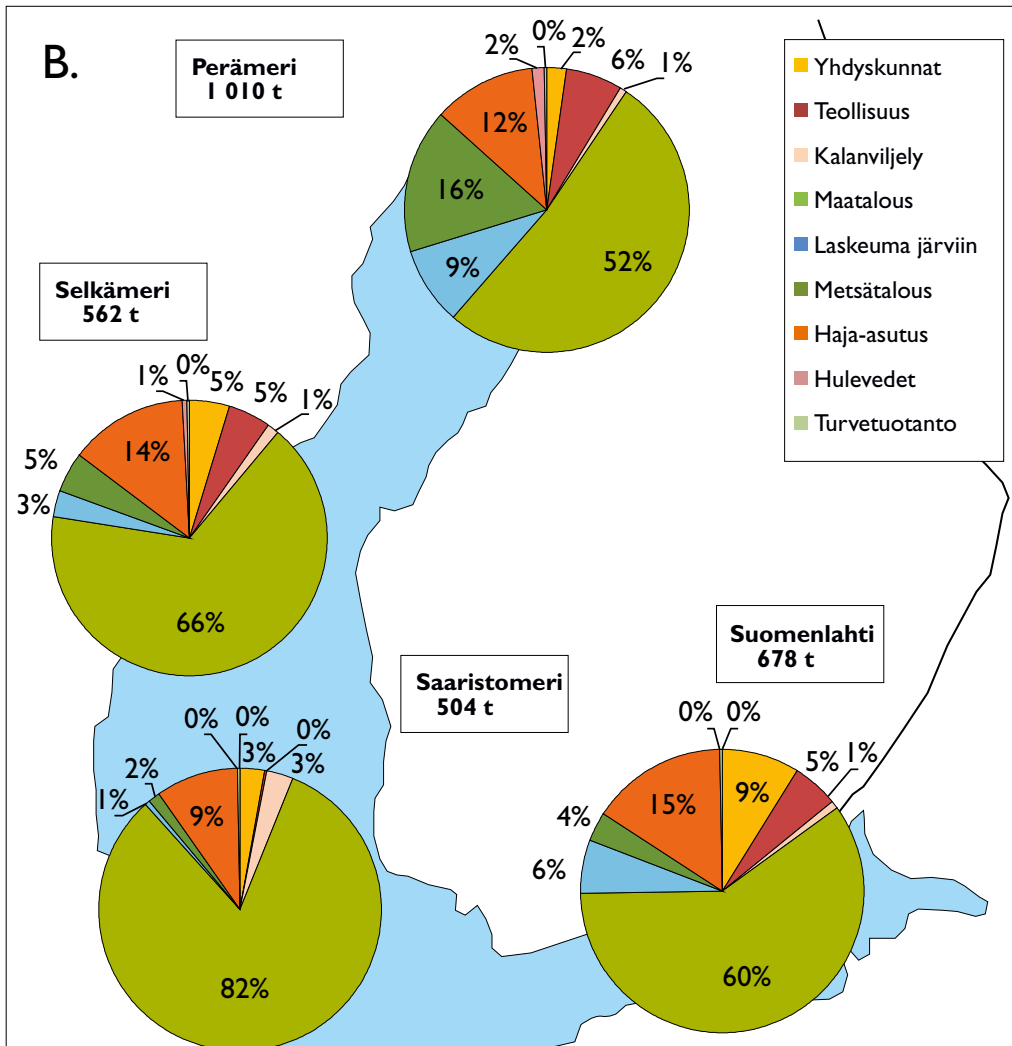 B.
Perämeri
1 010 t
2%
0%
2%
6%
1%
12%
16%
9%
52%
Yhdyskunnat
Teollisuus
Kalanviljely
Maatalous
Laskeuma järviin
Metsätalous
Haja-asutus
Hulevedet
Turvetuotanto
Selkämeri
562 t
1%
0%
5%
5%
1%
14%
5%
3%
66%
Saaristomeri
504 t
0%
0%
3%
0%
3%
2%
1%
9%
82%
Suomenlahti
678 t
0%
0%
5%
1%
9%
15%
4%
6%
60%